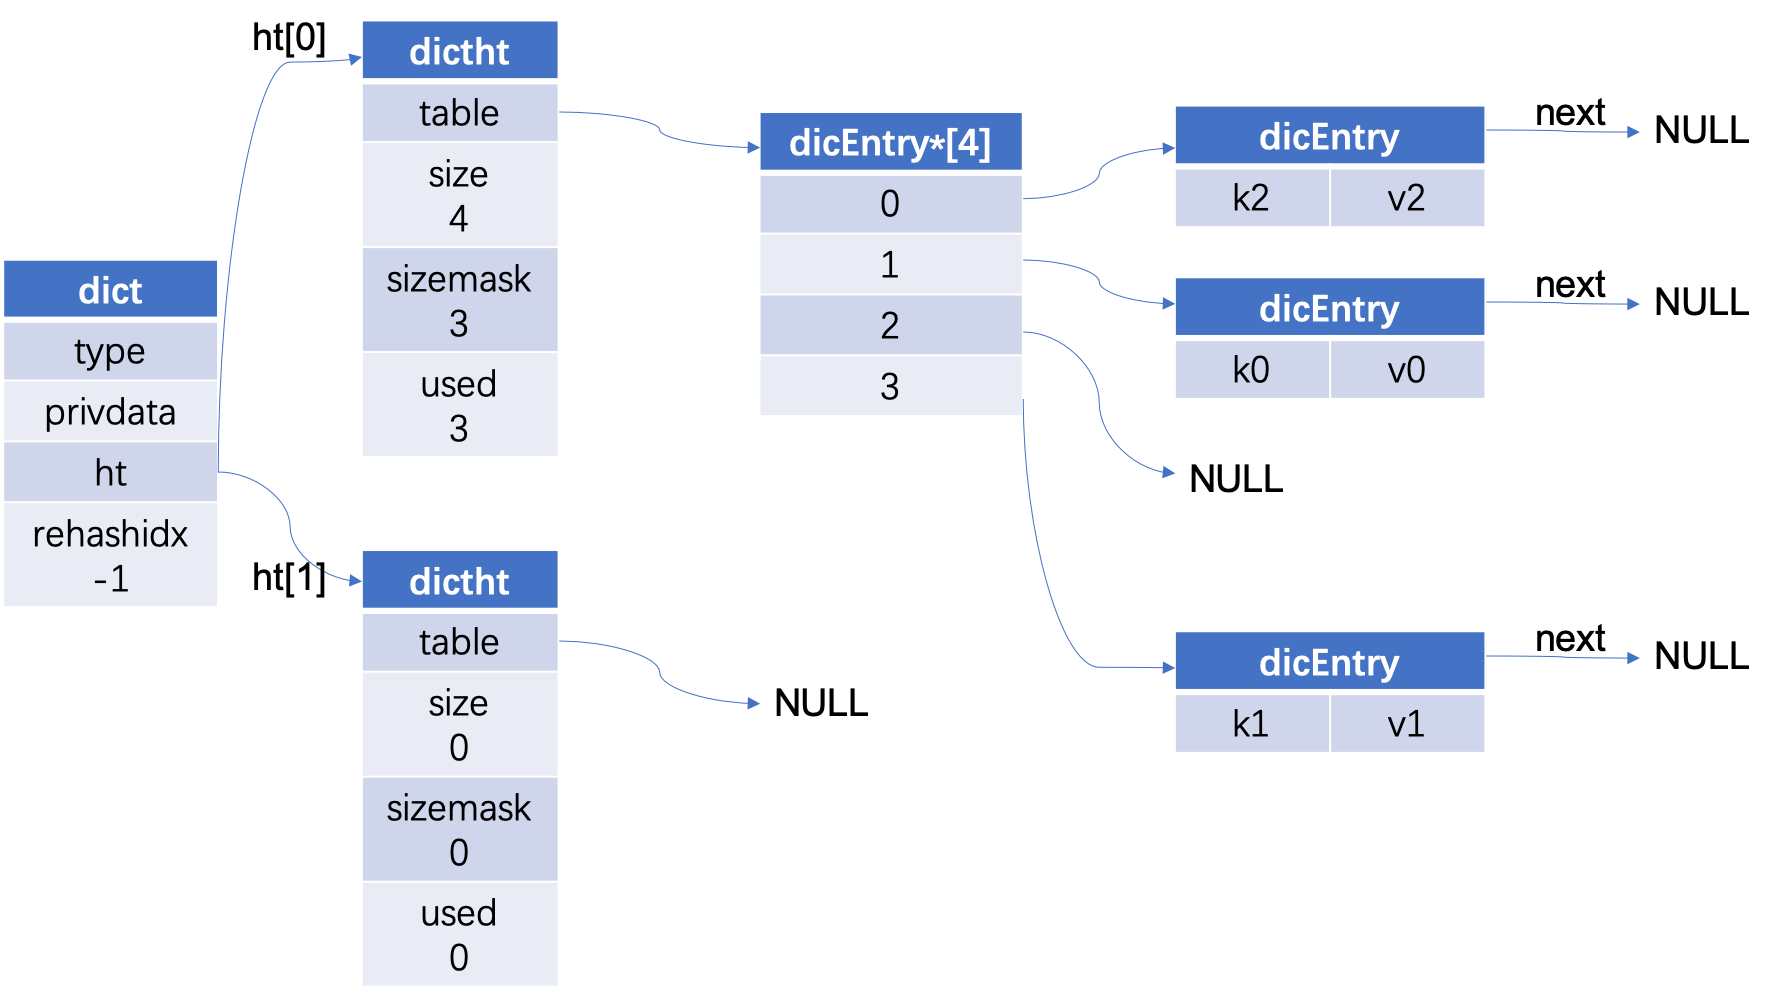 dict
type
privdata
ht
rehashidx
-1
ht[0]
dictht
table
size
4
sizemask
3
used
3
ht[1]
dictht
table
size
0
sizemask
0
used
0
NULL
dicEntry*[4]
0
1
2
3
dicEntry
k2 v2
next
NULL
dicEntry
k0 v0
next
NULL
NULL
dicEntry
k1 v1
next
NULL